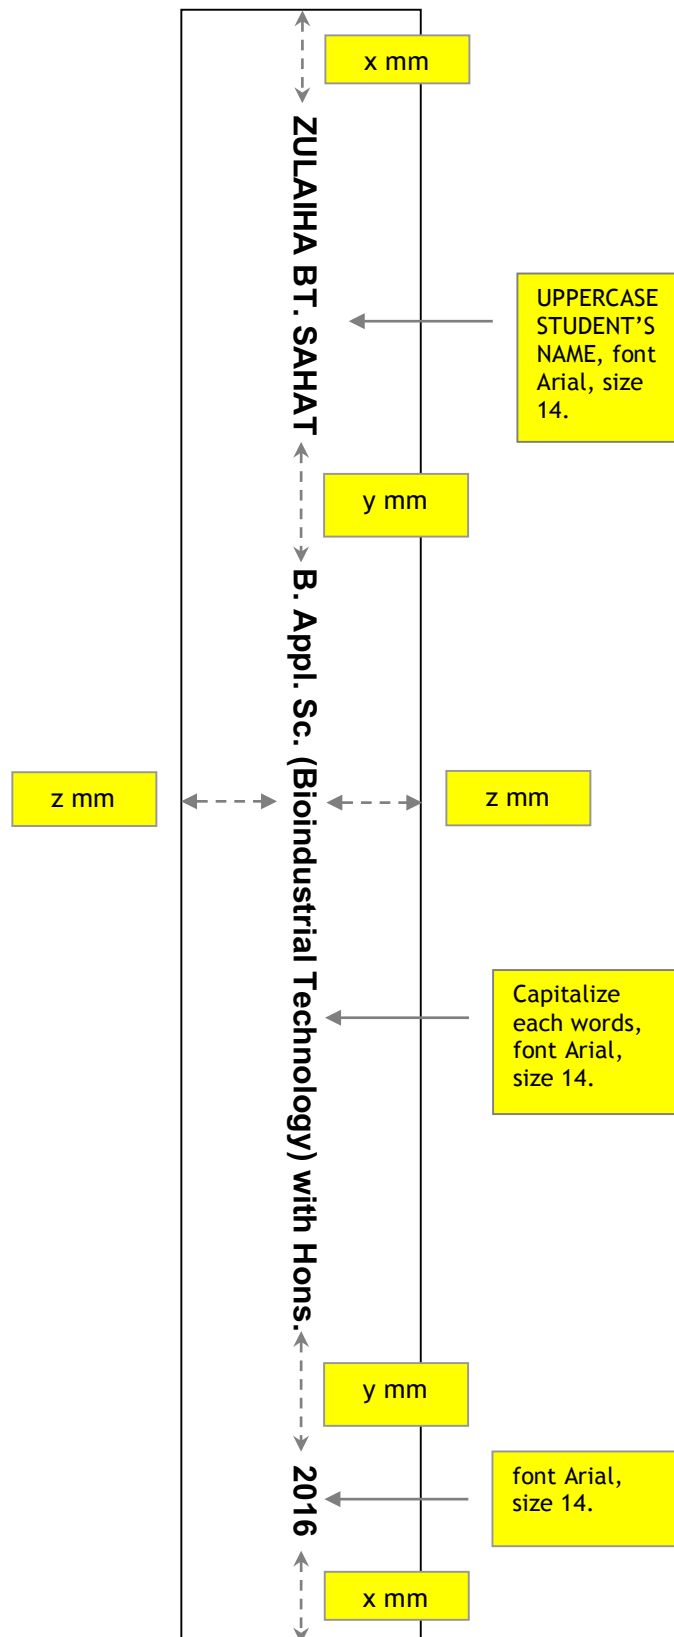 x mm
ZULAIHA BT. SAHAT
UPPERCASE
STUDENT’S
NAME, font
Arial, size
14.
y mm
B. Appl. Sc. (Bioindustrial Technology) with Hons.
z mm
z mm
Capitalize
each words,
font Arial,
size 14.
y mm
2016
font Arial,
size 14.
x mm